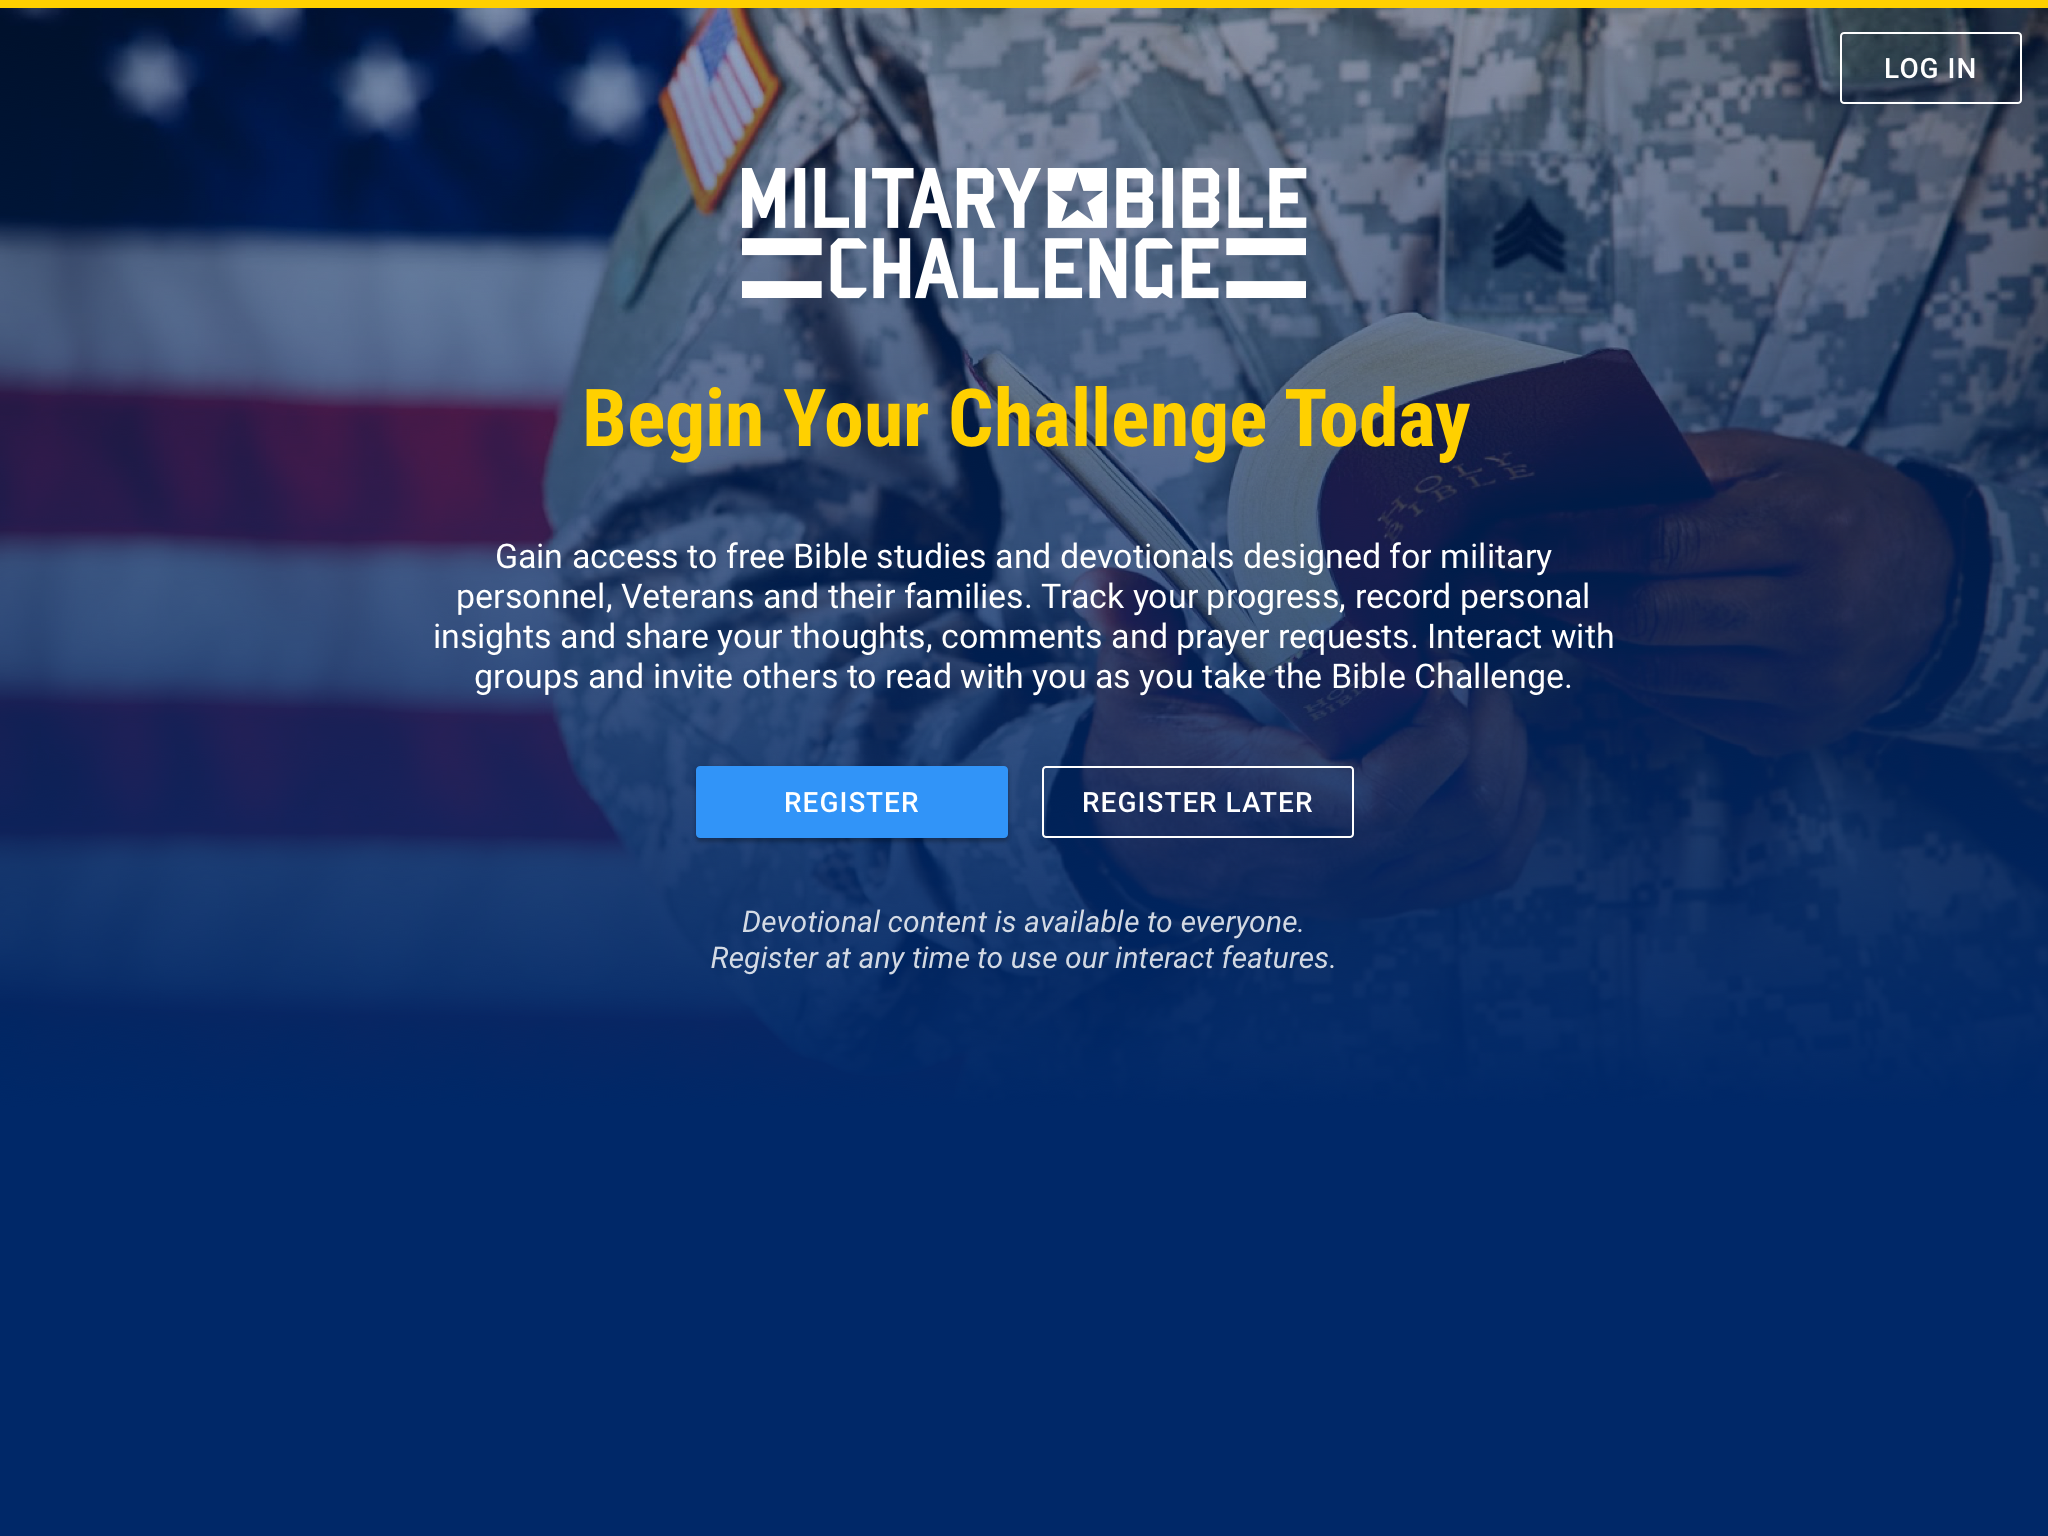 LOG IN
MILITARY BIBLE
CHALLENGE
Begin Your Challenge Today
HOLY
BIBLE
Gain access to free Bible studies and devotionals designed for military
personnel, Veterans and their families. Track your progress, record personal
insights and share your thoughts, comments and prayer requests. Interact with
groups and invite others to read with you as you take the Bible Challenge.
REGISTER
REGISTER LATER
Devotional content is available to everyone.
Register at any time to use our interact features.